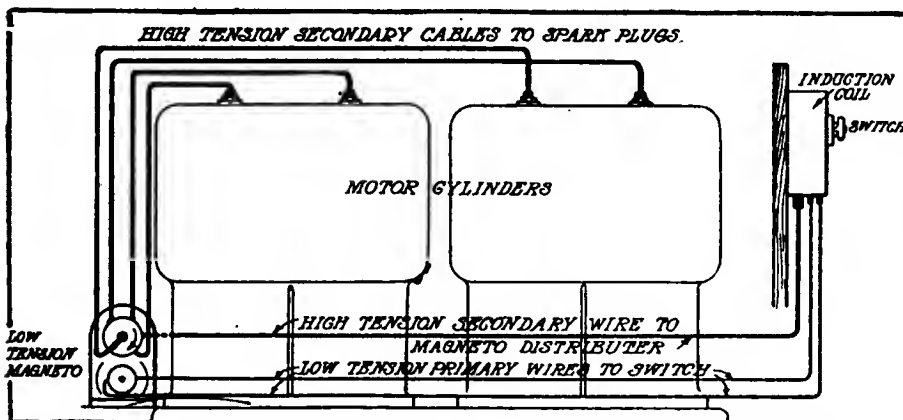 HIGH TENSION SECONDARY CABLES TO SPARK PLUGS.
INDUCTION
COIL
SWITCH
MOTOR CYLINDERS
LOW
TENSION
MAGNETO
HIGH TENSION SECONDARY WIRE TO
MAGNETO DISTRIBUTER
LOW TENSION PRIMARY WIRES TO SWITCH